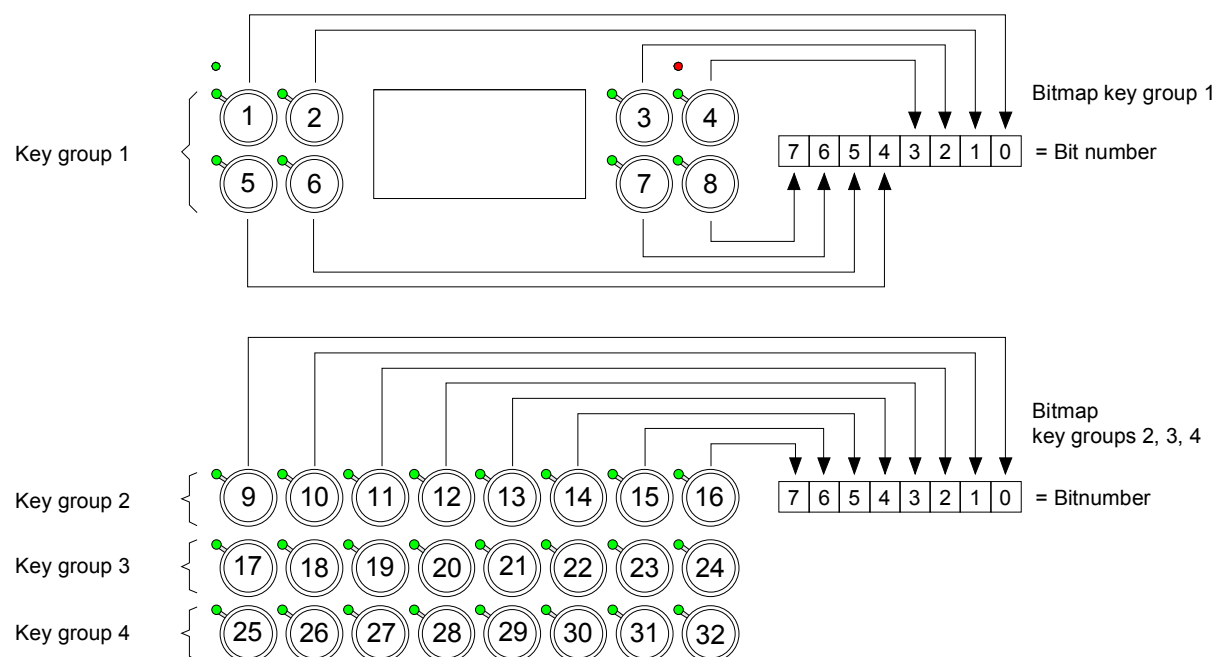 Bitmap key group 1
1 2 3 4
Key group 1
7 6 5 4 3 2 1 0 = Bit number
5 6 7 8
Bitmap
key groups 2, 3, 4
Key group 2 9 10 11 12 13 14 15 16 7 6 5 4 3 2 1 0 = Bitnumber
Key group 3 17 18 19 20 21 22 23 24
Key group 4 25 26 27 28 29 30 31 32